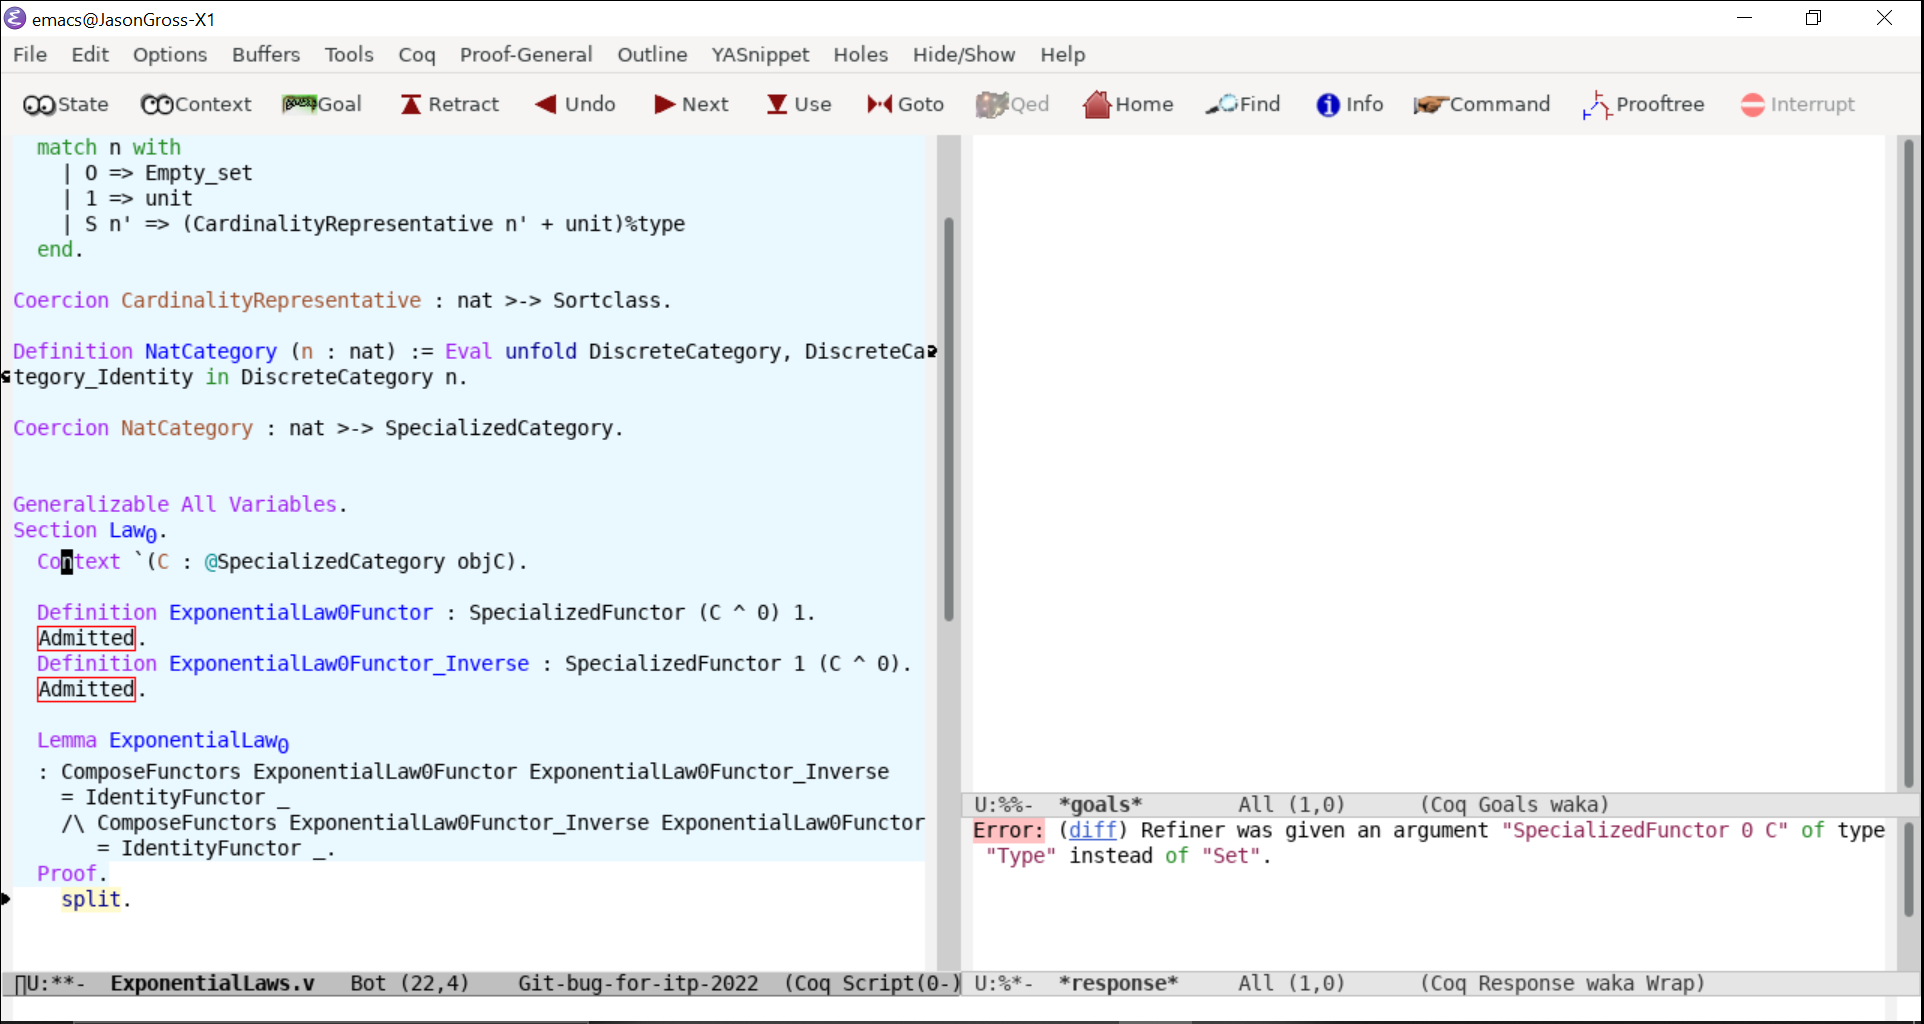 emacs@JasonGross-X1
File Edit Options Buffers Tools Coq Proof-General Outline YASnippet Holes Hide/Show Help
State Context Goal Retract Undo Next Use Goto Qed Home Find Info Command Prooftree Interrupt
match n with
| O => Empty_set
| 1 => unit
| S n' => (CardinalityRepresentative n' + unit)%type
end.
Coercion CardinalityRepresentative : nat >-> Sortclass.
Definition NatCategory (n : nat) := Eval unfold DiscreteCategory, DiscreteCa
tegory_Identity in DiscreteCategory n.
Coercion NatCategory : nat >-> SpecializedCategory.
Generalizable All Variables.
Section Law0.
Context `(C : @SpecializedCategory objC).
Definition ExponentialLaw0Functor : SpecializedFunctor (C ^ 0) 1.
Admitted.
Definition ExponentialLaw0Functor_Inverse : SpecializedFunctor 1 (C ^ 0).
Admitted.
Lemma ExponentialLaw0
: ComposeFunctors ExponentialLaw0Functor ExponentialLaw0Functor_Inverse
= IdentityFunctor _
/\ ComposeFunctors ExponentialLaw0Functor_Inverse ExponentialLaw0Functor
= IdentityFunctor _.
Proof.
split.
U:**- ExponentialLaws.v Bot (22,4) Git-bug-for-itp-2022 (Coq Script(0-)
U:%%- *goals* All (1,0) (Coq Goals waka)
Error: (diff) Refiner was given an argument "SpecializedFunctor 0 C" of type
"Type" instead of "Set".
U:%*- *response* All (1,0) (Coq Response waka Wrap)